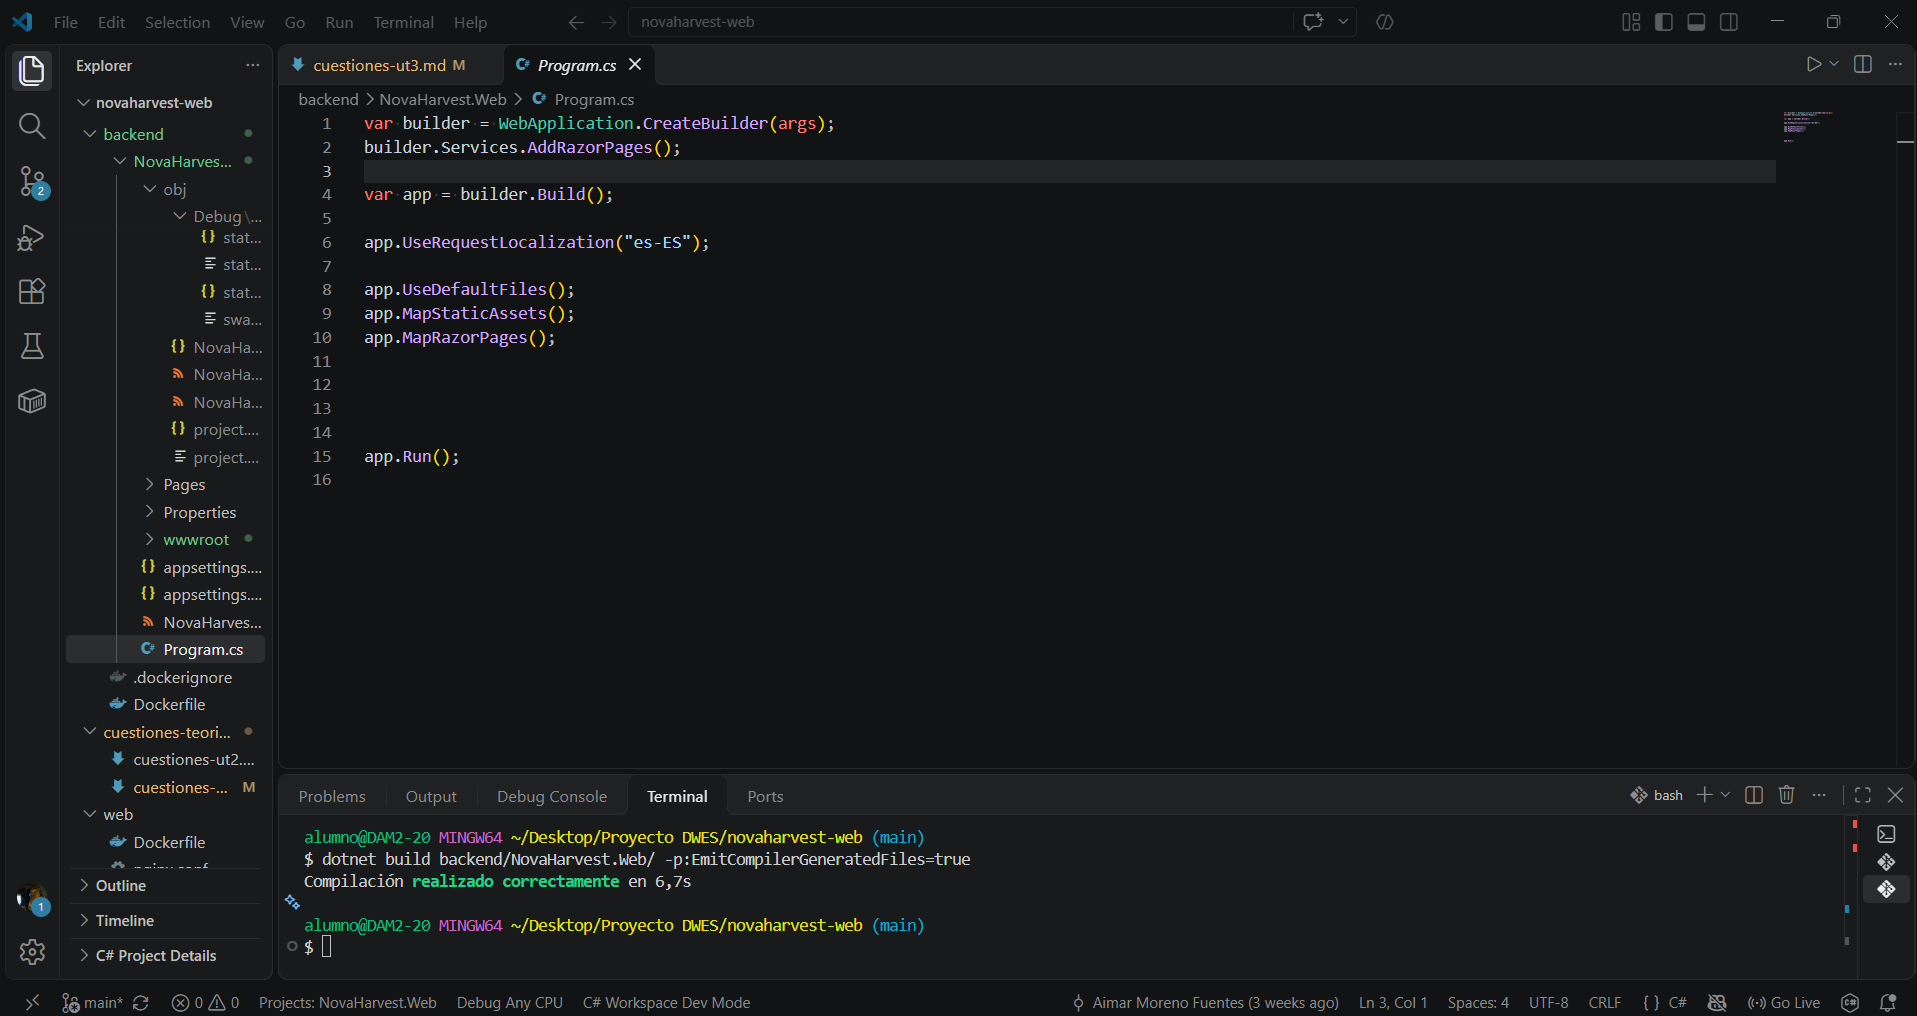 File Edit Selection View Go Run Terminal Help
novaharvest-web
Explorer
novaharvest-web
backend
NovaHarves...
obj
Debug\...
stat...
stat...
stat...
swa...
NovaHa...
NovaHa...
NovaHa...
project....
project....
Pages
Properties
wwwroot
appsettings....
appsettings....
NovaHarves...
Program.cs
.dockerignore
Dockerfile
cuestiones-teori...
cuestiones-ut2....
cuestiones-... M
web
Dockerfile
nginx.conf
Outline
Timeline
C# Project Details
2
1
cuestiones-ut3.md M
Program.cs
backend > NovaHarvest.Web > Program.cs
1 var builder = WebApplication.CreateBuilder(args);
2 builder.Services.AddRazorPages();
3
4 var app = builder.Build();
5
6 app.UseRequestLocalization("es-ES");
7
8 app.UseDefaultFiles();
9 app.MapStaticAssets();
10 app.MapRazorPages();
11
12
13
14
15 app.Run();
16
Problems Output Debug Console Terminal Ports
bash
alumno@DAM2-20 MINGW64 ~/Desktop/Proyecto DWES/novaharvest-web (main)
$ dotnet build backend/NovaHarvest.Web/ -p:EmitCompilerGeneratedFiles=true
Compilación realizado correctamente en 6,7s
alumno@DAM2-20 MINGW64 ~/Desktop/Proyecto DWES/novaharvest-web (main)
$
main* 0 0 Projects: NovaHarvest.Web Debug Any CPU C# Workspace Dev Mode Aimar Moreno Fuentes (3 weeks ago) Ln 3, Col 1 Spaces: 4 UTF-8 CRLF { } C# Go Live